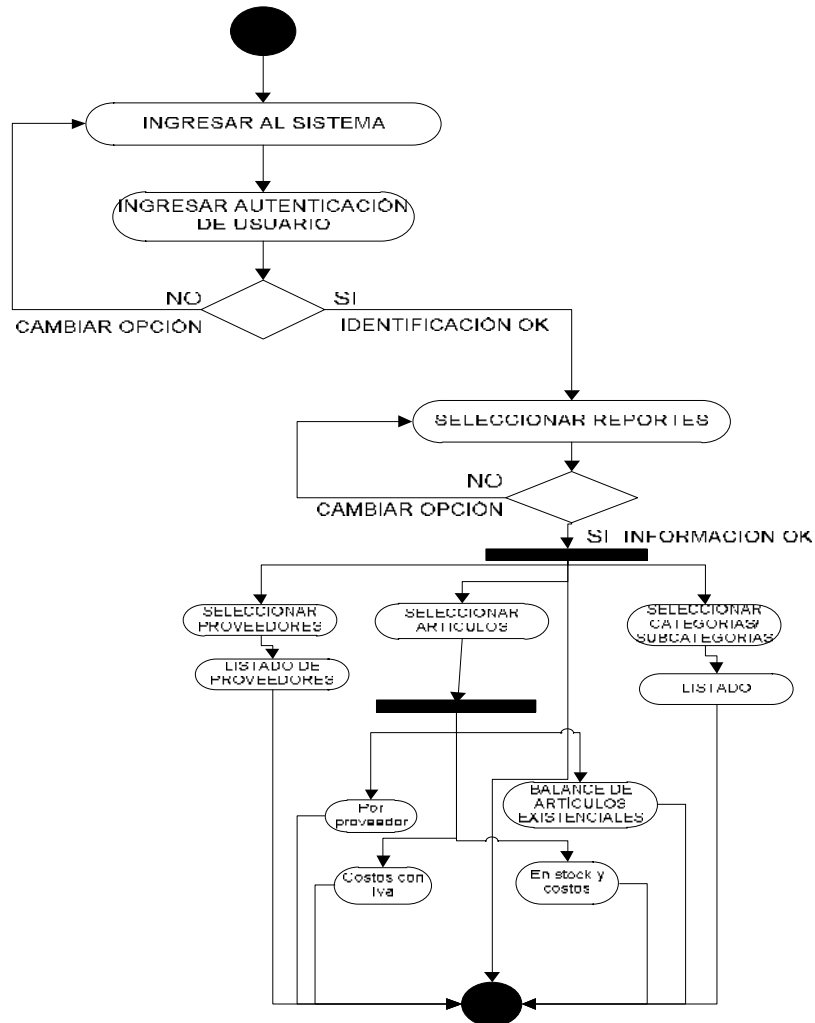 INGRESAR AL SISTEMA
INGRESAR AUTENTICACIÓN
DE USUARIO
NO
SI
CAMBIAR OPCIÓN
IDENTIFICACIÓN OK
SELECCIONAR REPORTES
NO
CAMBIAR OPCIÓN
SI INFORMACION OK
SELECCIONAR
PROVEEDORES
SELECCIONAR
ARTÍCULOS
SELECCIONAR
CATEGORIAS/
SUBCATEGORIAS
LISTADO DE
PROVEEDORES
LISTADO
Por
proveedor
BALANCE DE
ARTÍCULOS
EXISTENCIALES
Costos con
Iva
En stock y
costos